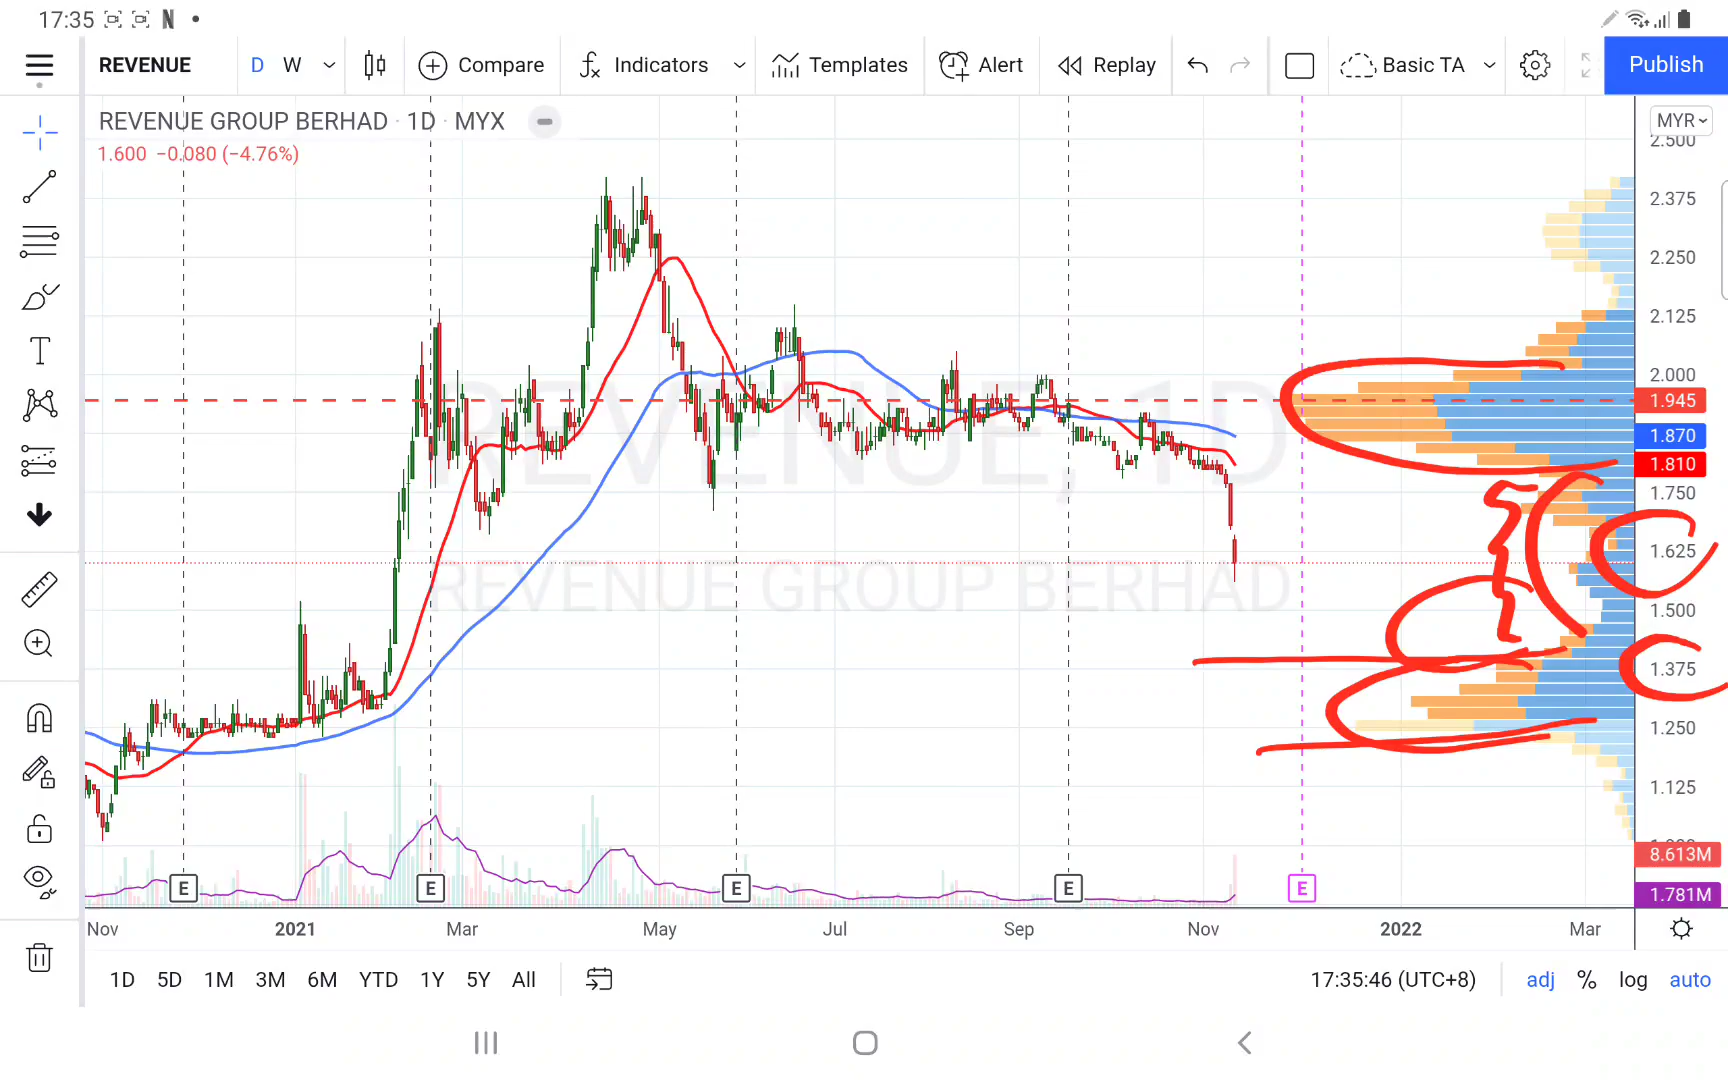 17:35
REVENUE D W Compare Indicators Templates Alert Replay Basic TA Publish
REVENUE GROUP BERHAD · 1D · MYX
1.600 −0.080 (−4.76%)
MYR
2.500
2.375
2.250
2.125
2.000
1.945
1.870
1.810
1.750
1.625
1.500
1.375
1.250
1.125
8.613M
1.781M
REVENUE, 1D
REVENUE GROUP BERHAD
E E E E E
Nov 2021 Mar May Jul Sep Nov 2022 Mar
1D 5D 1M 3M 6M YTD 1Y 5Y All 17:35:46 (UTC+8) adj % log auto